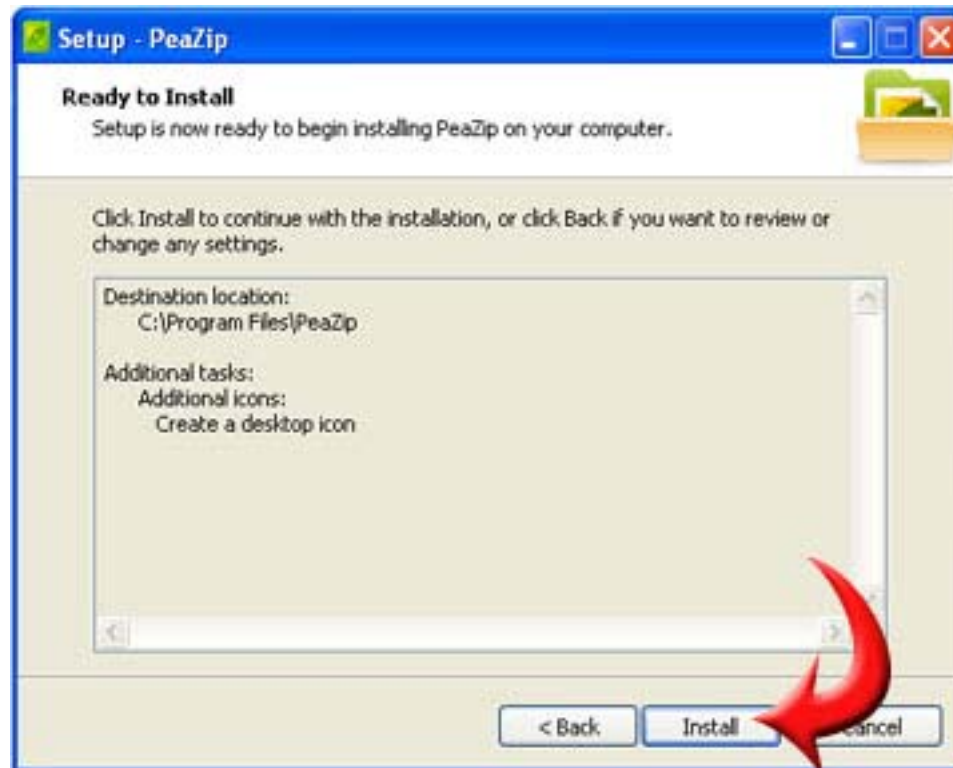 Setup - PeaZip
Ready to Install
Setup is now ready to begin installing PeaZip on your computer.
Click Install to continue with the installation, or click Back if you want to review or
change any settings.
Destination location:
C:\Program Files\PeaZip
Additional tasks:
Additional icons:
Create a desktop icon
< Back
Install
Cancel